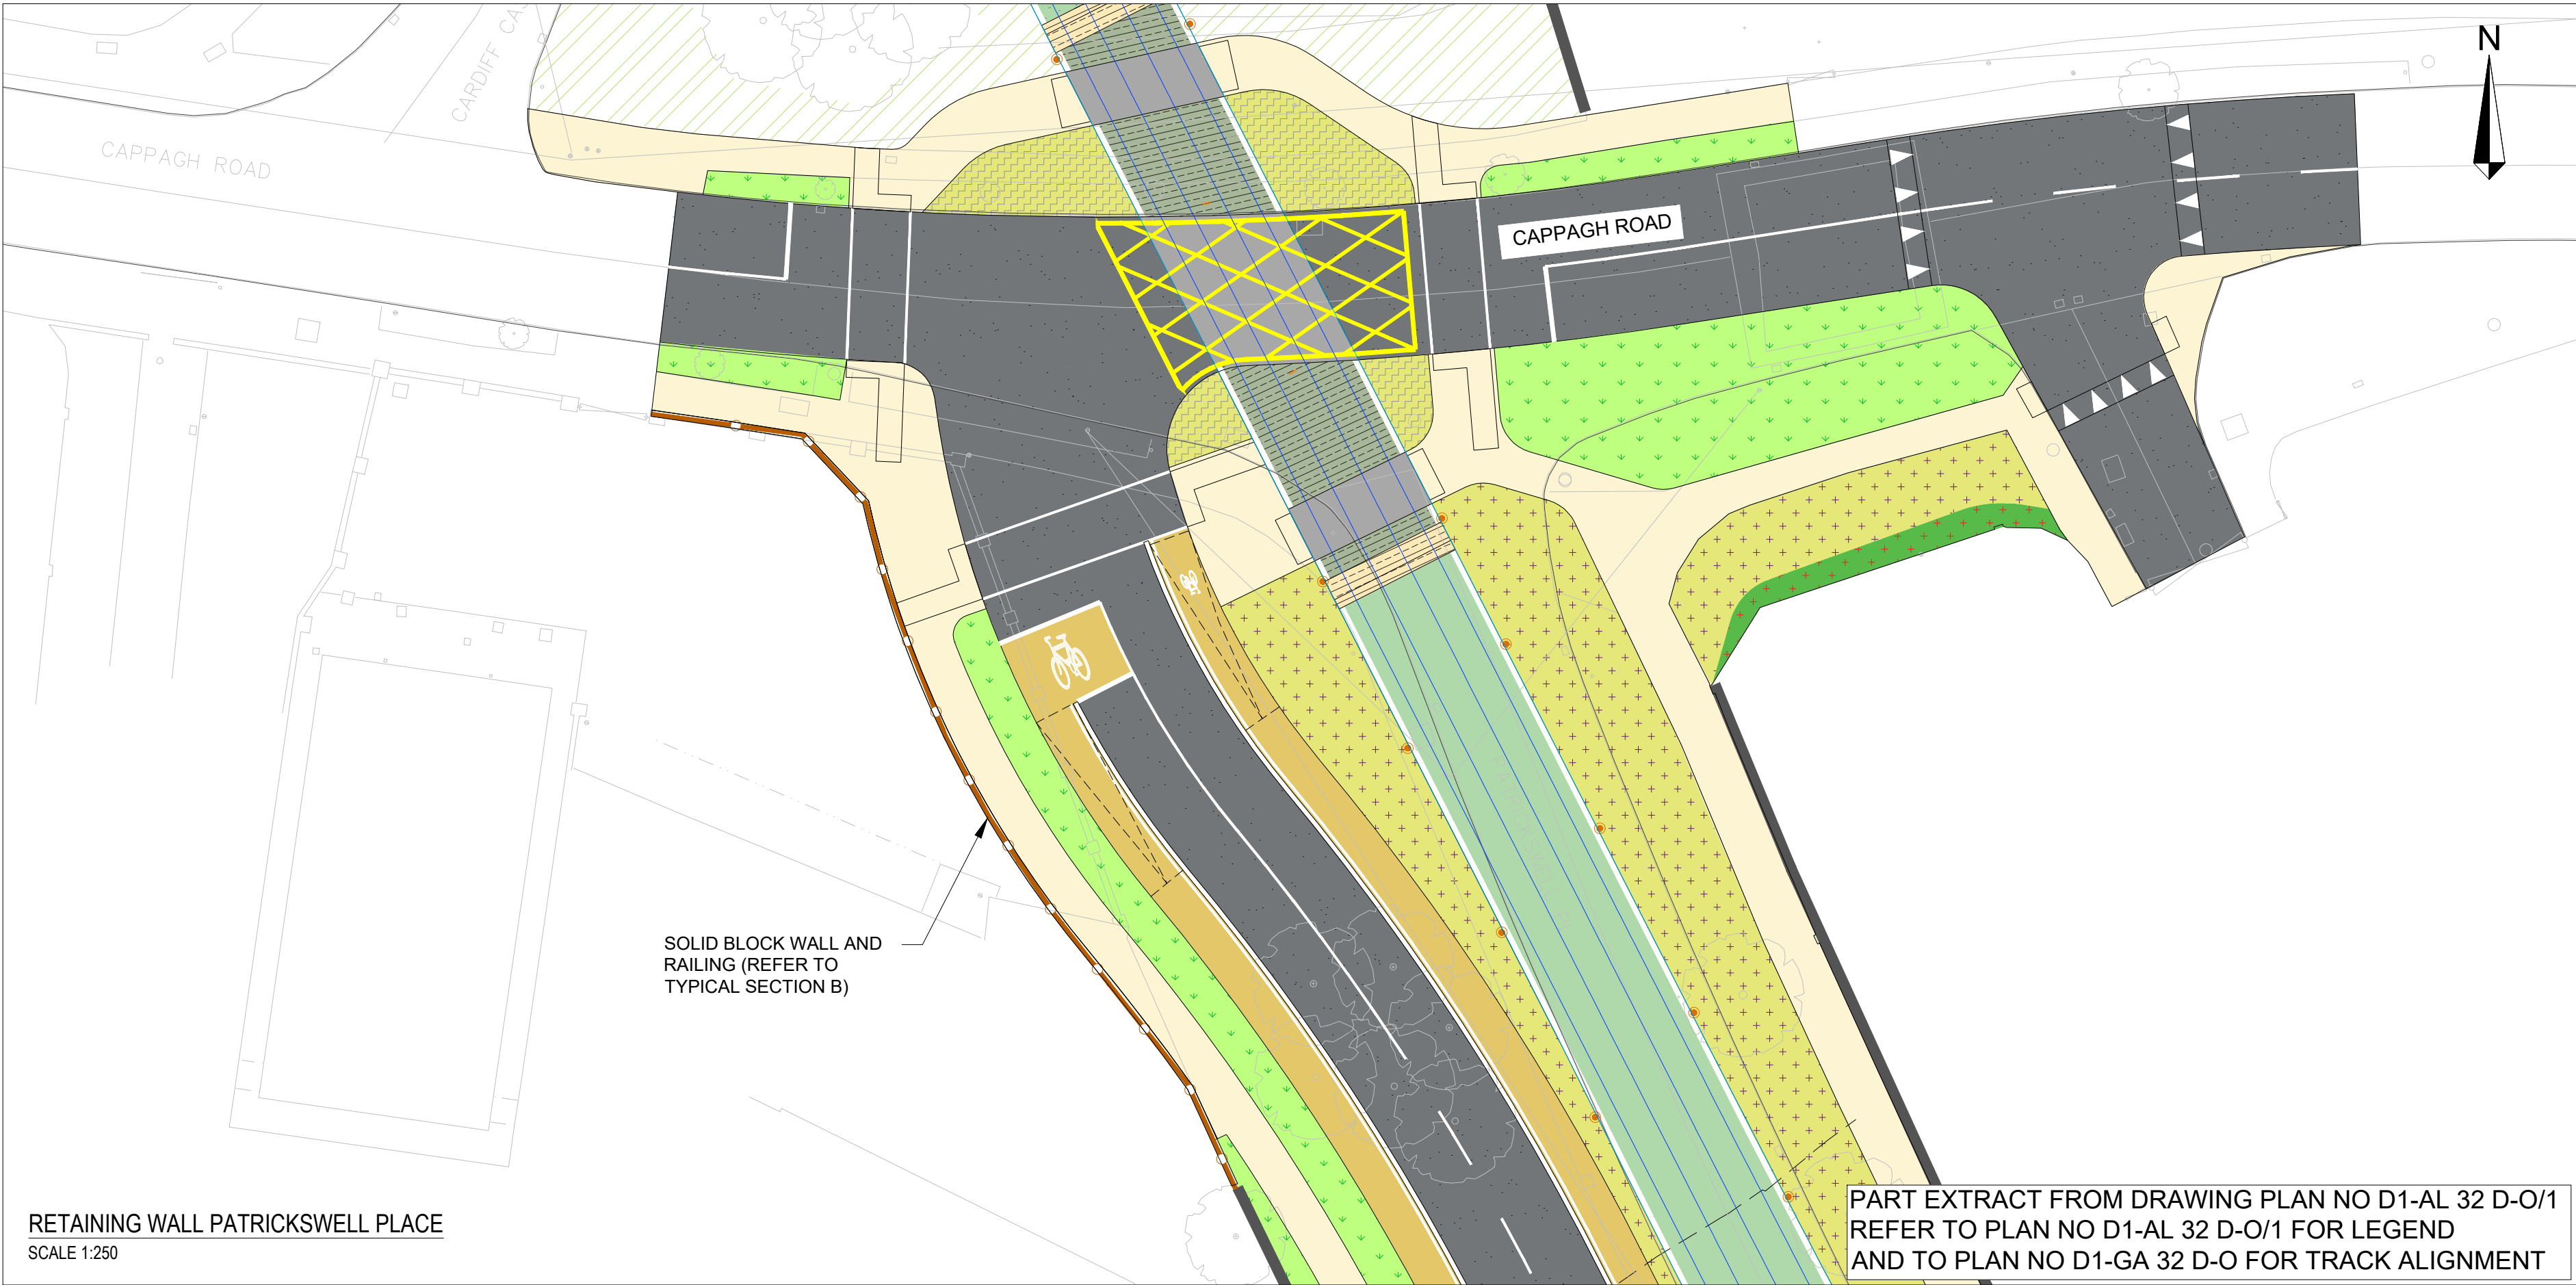 CARDIFF CA
N
CAPPAGH ROAD
CAPPAGH ROAD
SOLID BLOCK WALL AND
RAILING (REFER TO
TYPICAL SECTION B)
RETAINING WALL PATRICKSWELL PLACE
SCALE 1:250
PART EXTRACT FROM DRAWING PLAN NO D1-AL 32 D-O/1
REFER TO PLAN NO D1-AL 32 D-O/1 FOR LEGEND
AND TO PLAN NO D1-GA 32 D-O FOR TRACK ALIGNMENT